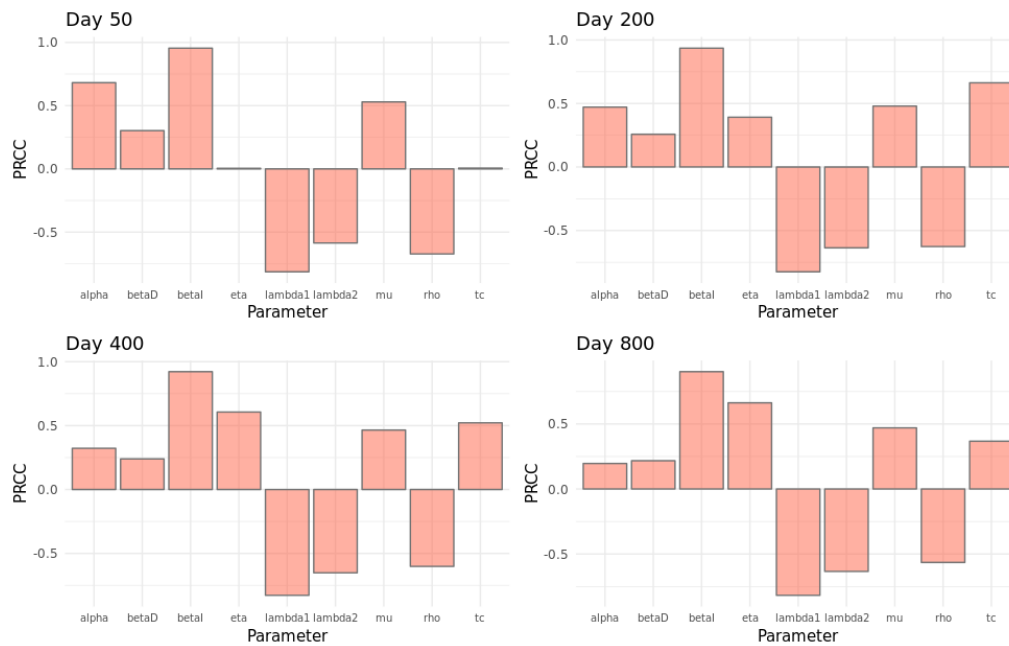 Day 50
1.0
0.5
0.0
-0.5
PRCC
alpha betaD betaI eta lambda1 lambda2 mu rho tc
Parameter
Day 200
1.0
0.5
0.0
-0.5
PRCC
alpha betaD betaI eta lambda1 lambda2 mu rho tc
Parameter
Day 400
1.0
0.5
0.0
-0.5
PRCC
alpha betaD betaI eta lambda1 lambda2 mu rho tc
Parameter
Day 800
0.5
0.0
-0.5
PRCC
alpha betaD betaI eta lambda1 lambda2 mu rho tc
Parameter